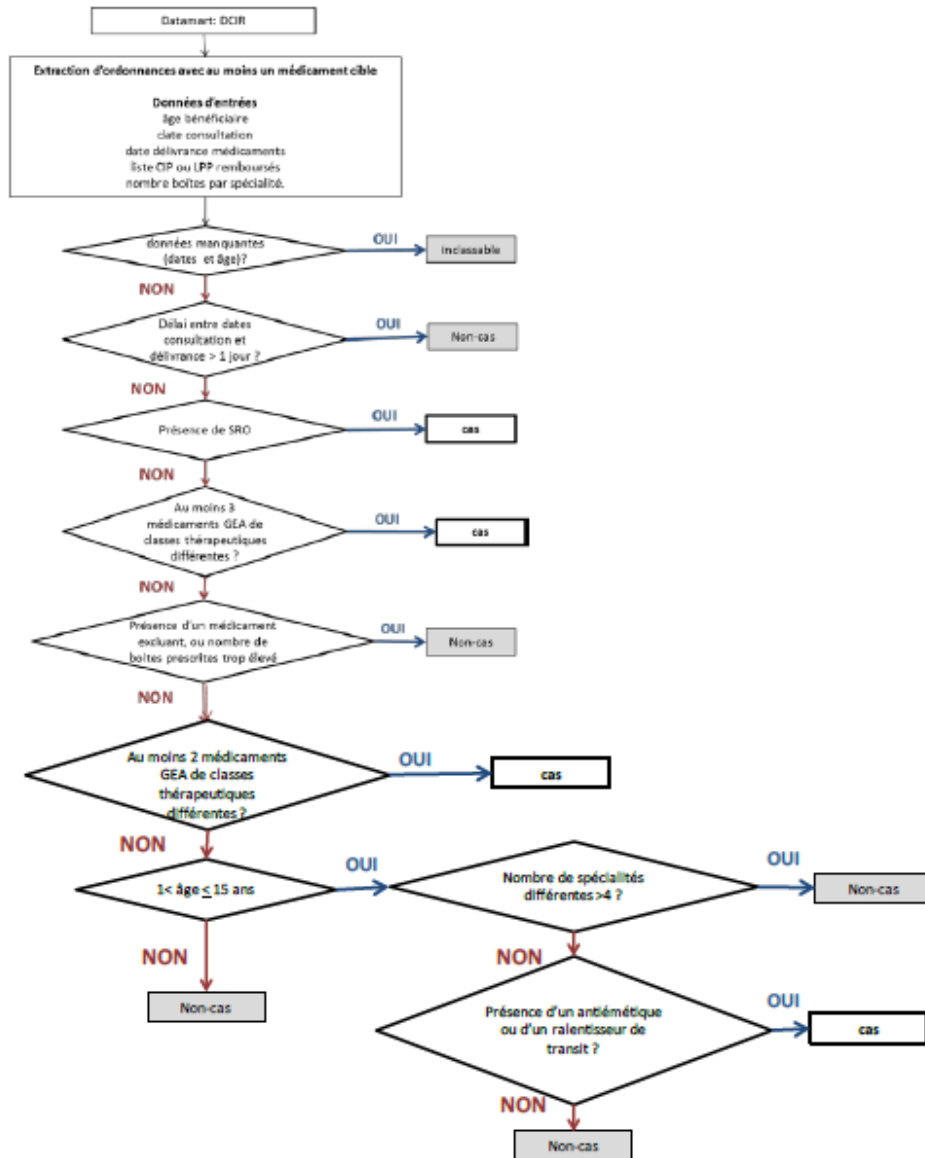 Datamart: DCIR
Extraction d'ordonnances avec au moins un médicament cible
Données d'entrées
âge bénéficiaire
date consultation
date délivrance médicaments
liste CIP ou LPP remboursés
nombre boîtes par spécialité.
données manquantes
(dates et âge)?
OUI
Inclassable
NON
Délai entre dates
consultation et
délivrance > 1 jour ?
OUI
Non-cas
NON
Présence de SRO
OUI
cas
NON
Au moins 3
médicaments GEA de
classes thérapeutiques
différentes ?
OUI
cas
NON
Présence d'un médicament
excluant, ou nombre de
boites prescrites trop élevé
OUI
Non-cas
NON
Au moins 2 médicaments
GEA de classes
thérapeutiques
différentes ?
OUI
cas
NON
1< âge ≤ 15 ans
OUI
Nombre de spécialités
différentes >4 ?
OUI
Non-cas
NON
Non-cas
NON
Présence d'un antiémétique
ou d'un ralentisseur de
transit ?
OUI
cas
NON
Non-cas